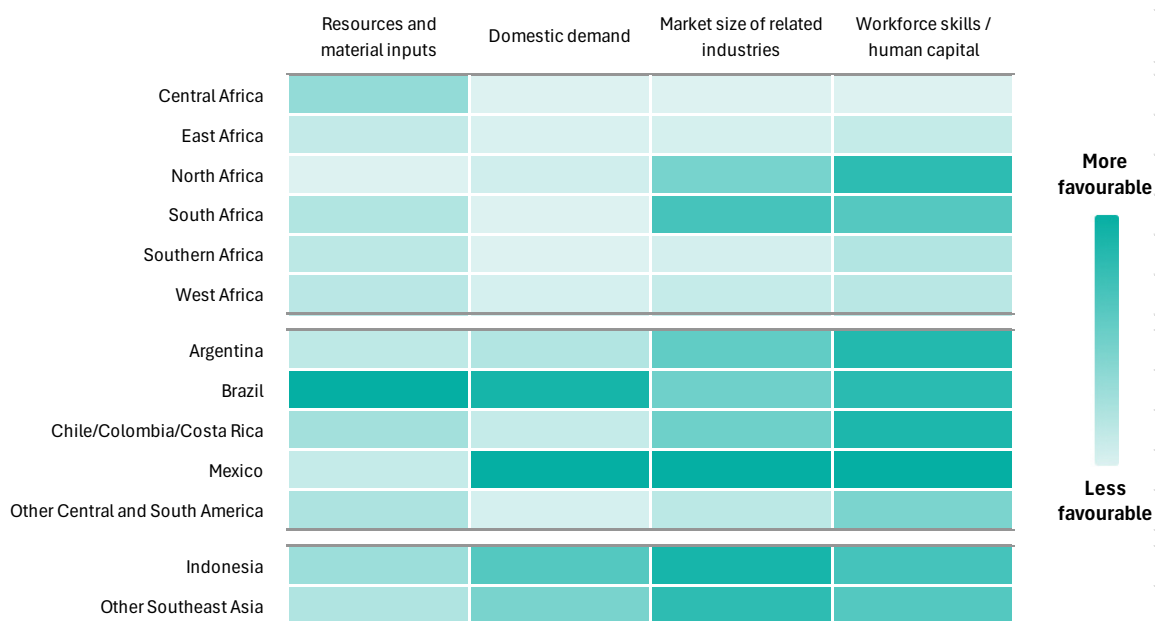 Resources and
material inputs
Domestic demand
Market size of related
industries
Workforce skills /
human capital
Central Africa
East Africa
North Africa
South Africa
Southern Africa
West Africa
Argentina
Brazil
Chile/Colombia/Costa Rica
Mexico
Other Central and South America
Indonesia
Other Southeast Asia
More
favourable
Less
favourable